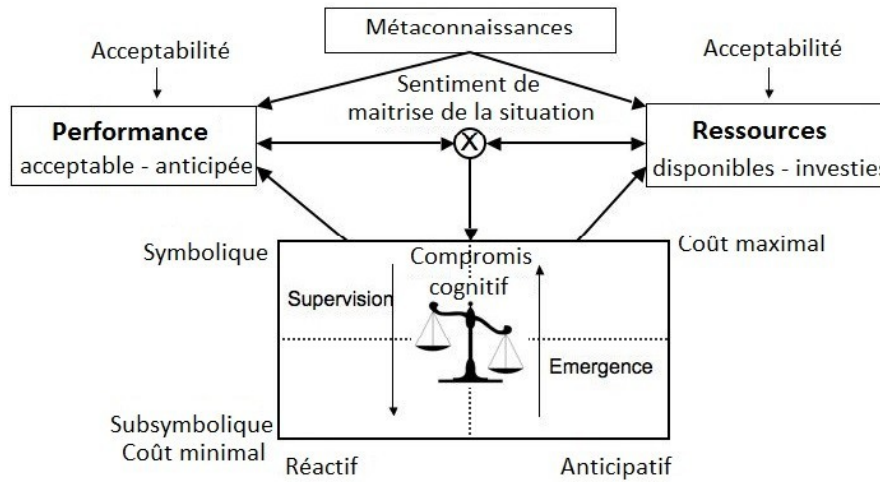 Métaconnaissances
Acceptabilité
Acceptabilité
Sentiment de
maitrise de la situation
Performance
acceptable - anticipée
X
Ressources
disponibles - investies
Symbolique
Coût maximal
Compromis
cognitif
Supervision
Emergence
Subsymbolique
Coût minimal
Réactif
Anticipatif